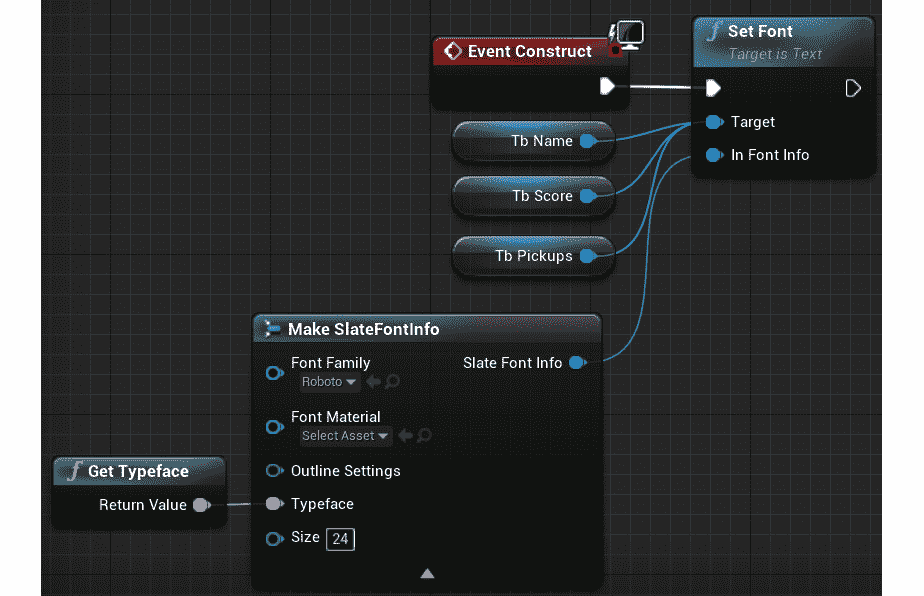 Event Construct
Set Font
Target is Text
Target
In Font Info
Tb Name
Tb Score
Tb Pickups
Make SlateFontInfo
Font Family
Roboto
Slate Font Info
Font Material
Select Asset
Outline Settings
Typeface
Size 24
f Get Typeface
Return Value